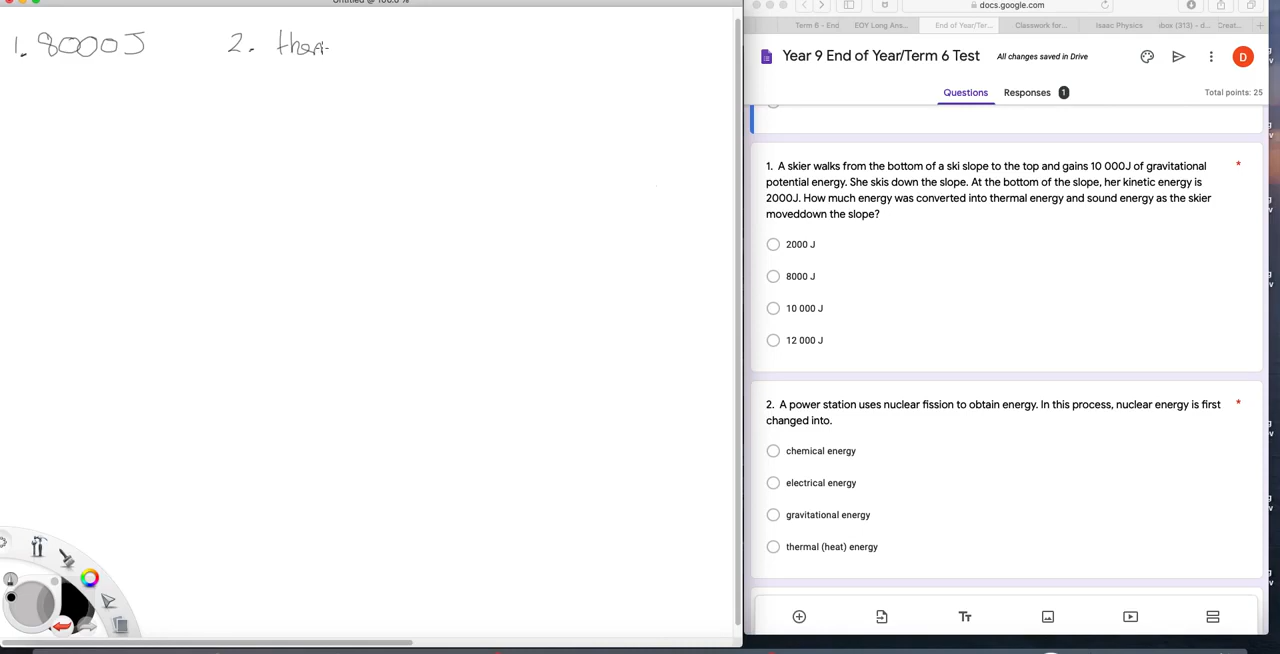 Untitled @ 100.0 %
1. 8000J 2. ther
docs.google.com
Term 6 - End
EOY Long Ans...
End of Year/Ter...
Classwork for...
Isaac Physics
Year 9 End of Year/Term 6 Test
All changes saved in Drive
D
Questions
Responses 1
Total points: 25
1. A skier walks from the bottom of a ski slope to the top and gains 10 000J of gravitational *
potential energy. She skis down the slope. At the bottom of the slope, her kinetic energy is
2000J. How much energy was converted into thermal energy and sound energy as the skier
moveddown the slope?
2000 J
8000 J
10 000 J
12 000 J
2. A power station uses nuclear fission to obtain energy. In this process, nuclear energy is first *
changed into.
chemical energy
electrical energy
gravitational energy
thermal (heat) energy
Tт